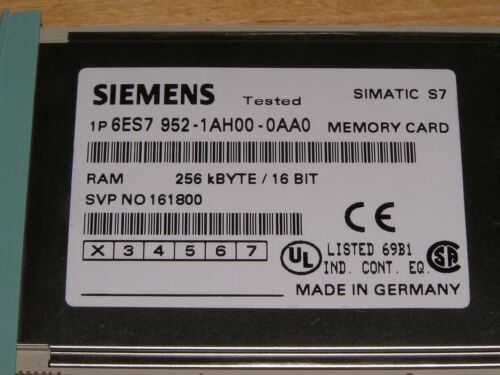 SIEMENS Tested SIMATIC S7
1P 6ES7 952-1AH00-0AA0 MEMORY CARD
RAM 256 kBYTE / 16 BIT
SVP NO 161800
X 3 4 5 6 7
UL LISTED 69B1
IND. CONT. EQ. SA
CE
MADE IN GERMANY